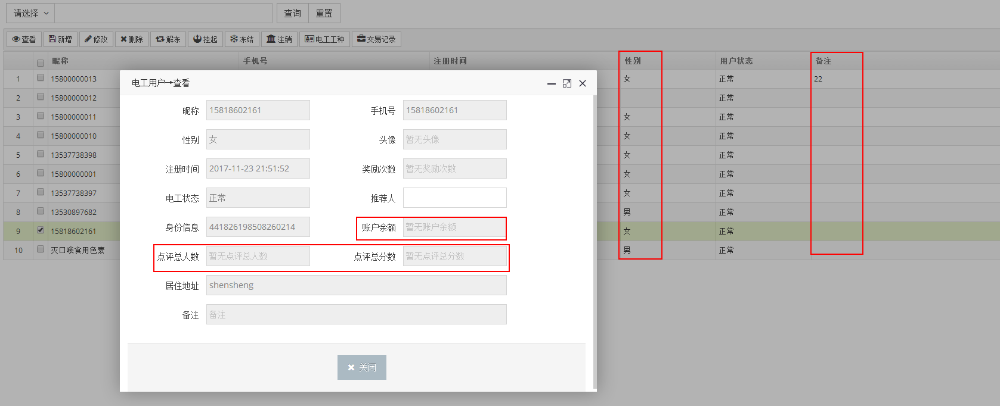 请选择
查询 重置
查看 新增 修改 删除 解冻 挂起 冻结 注销 电工工种 交易记录
昵称 手机号 注册时间 性别 用户状态 备注
1 15800000013 女 正常 22
2 15800000012 正常
3 15800000011 女 正常
4 15800000010 女 正常
5 13537738398 女 正常
6 15800000001 女 正常
7 13537738397 女 正常
8 13530897682 男 正常
9 15818602161 女 正常
10 灭口哦食用色素 男 正常
电工用户→查看
昵称 15818602161 手机号 15818602161
性别 女 头像 暂无头像
注册时间 2017-11-23 21:51:52 奖励次数 暂无奖励次数
电工状态 正常 推荐人
身份信息 441826198508260214 账户余额 暂无账户余额
点评总人数 暂无点评总人数 点评总分数 暂无点评总分数
居住地址 shensheng
备注 备注
关闭